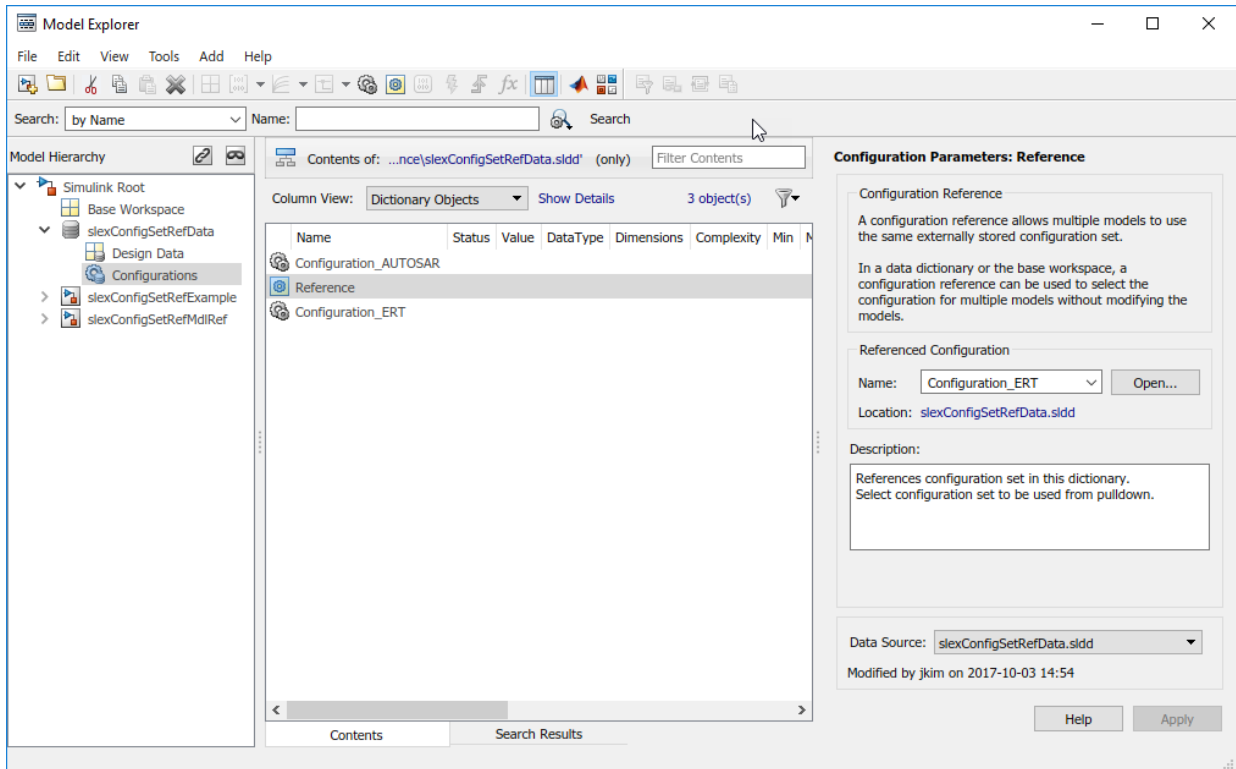 Model Explorer
File Edit View Tools Add Help
fx
Search: by Name Name: Search
Model Hierarchy
Simulink Root
Base Workspace
slexConfigSetRefData
Design Data
Configurations
slexConfigSetRefExample
slexConfigSetRefMdlRef
Contents of: ...nce\slexConfigSetRefData.sldd' (only) Filter Contents
Column View: Dictionary Objects Show Details 3 object(s)
Name Status Value DataType Dimensions Complexity Min
Configuration_AUTOSAR
Reference
Configuration_ERT
Contents Search Results
Configuration Parameters: Reference
Configuration Reference
A configuration reference allows multiple models to use
the same externally stored configuration set.
In a data dictionary or the base workspace, a
configuration reference can be used to select the
configuration for multiple models without modifying the
models.
Referenced Configuration
Name: Configuration_ERT Open...
Location: slexConfigSetRefData.sldd
Description:
References configuration set in this dictionary.
Select configuration set to be used from pulldown.
Data Source: slexConfigSetRefData.sldd
Modified by jkim on 2017-10-03 14:54
Help Apply